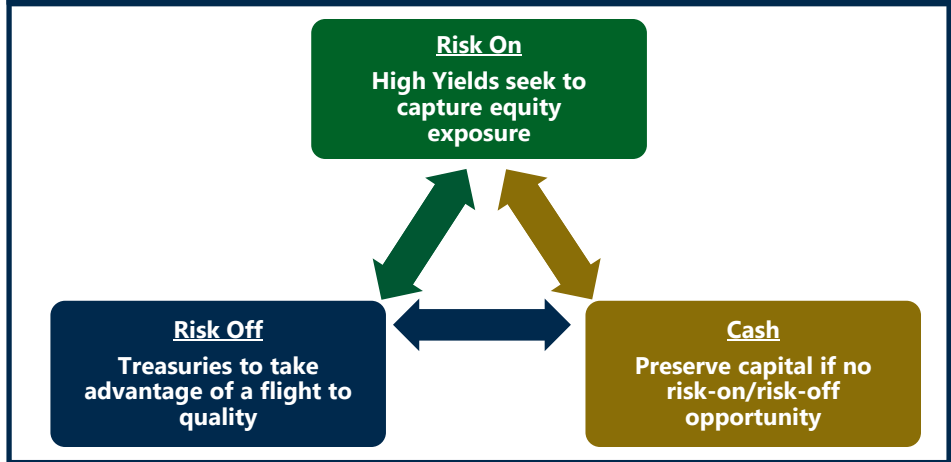 Risk On
High Yields seek to
capture equity
exposure
Risk Off
Treasuries to take
advantage of a flight to
quality
Cash
Preserve capital if no
risk-on/risk-off
opportunity